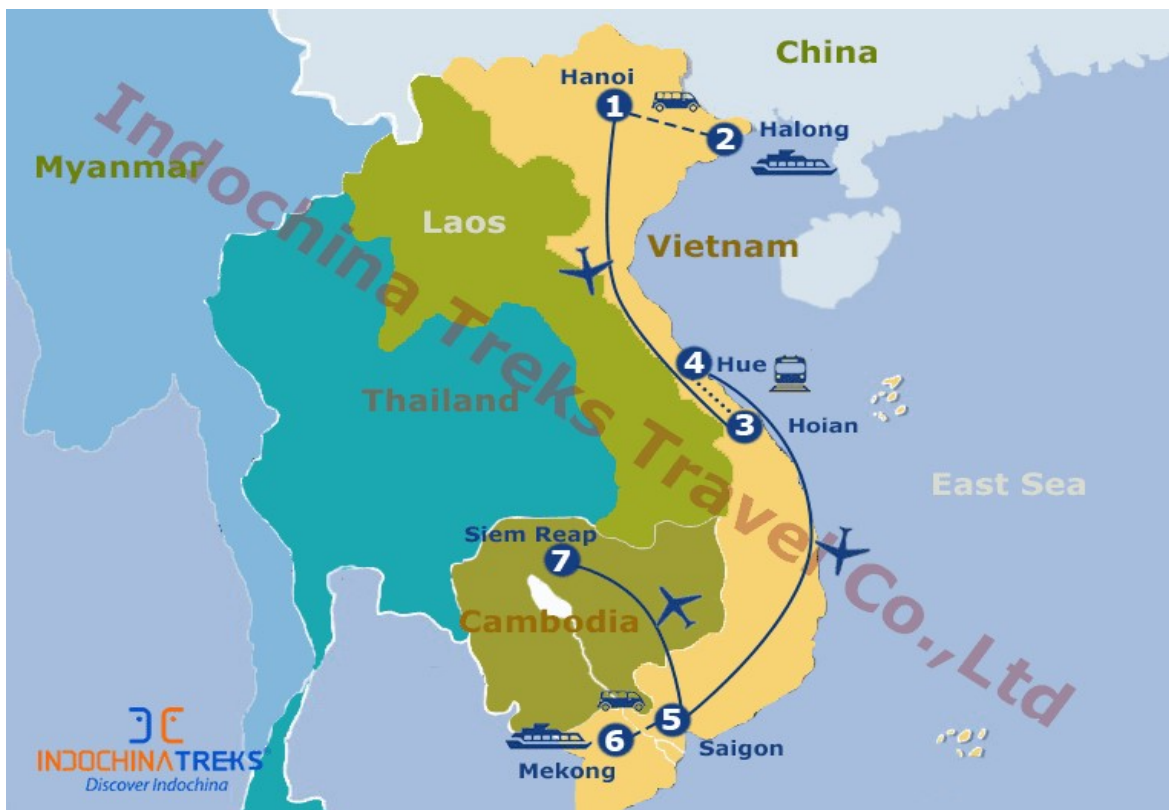 China
Hanoi
1
2
Halong
Myanmar
Laos
Vietnam
4
Hue
3
Hoian
Thailand
East Sea
Siem Reap
7
Cambodia
5
Saigon
6
Mekong
Indochina Treks Travel Co.,Ltd
INDOCHINATREKS®
Discover Indochina